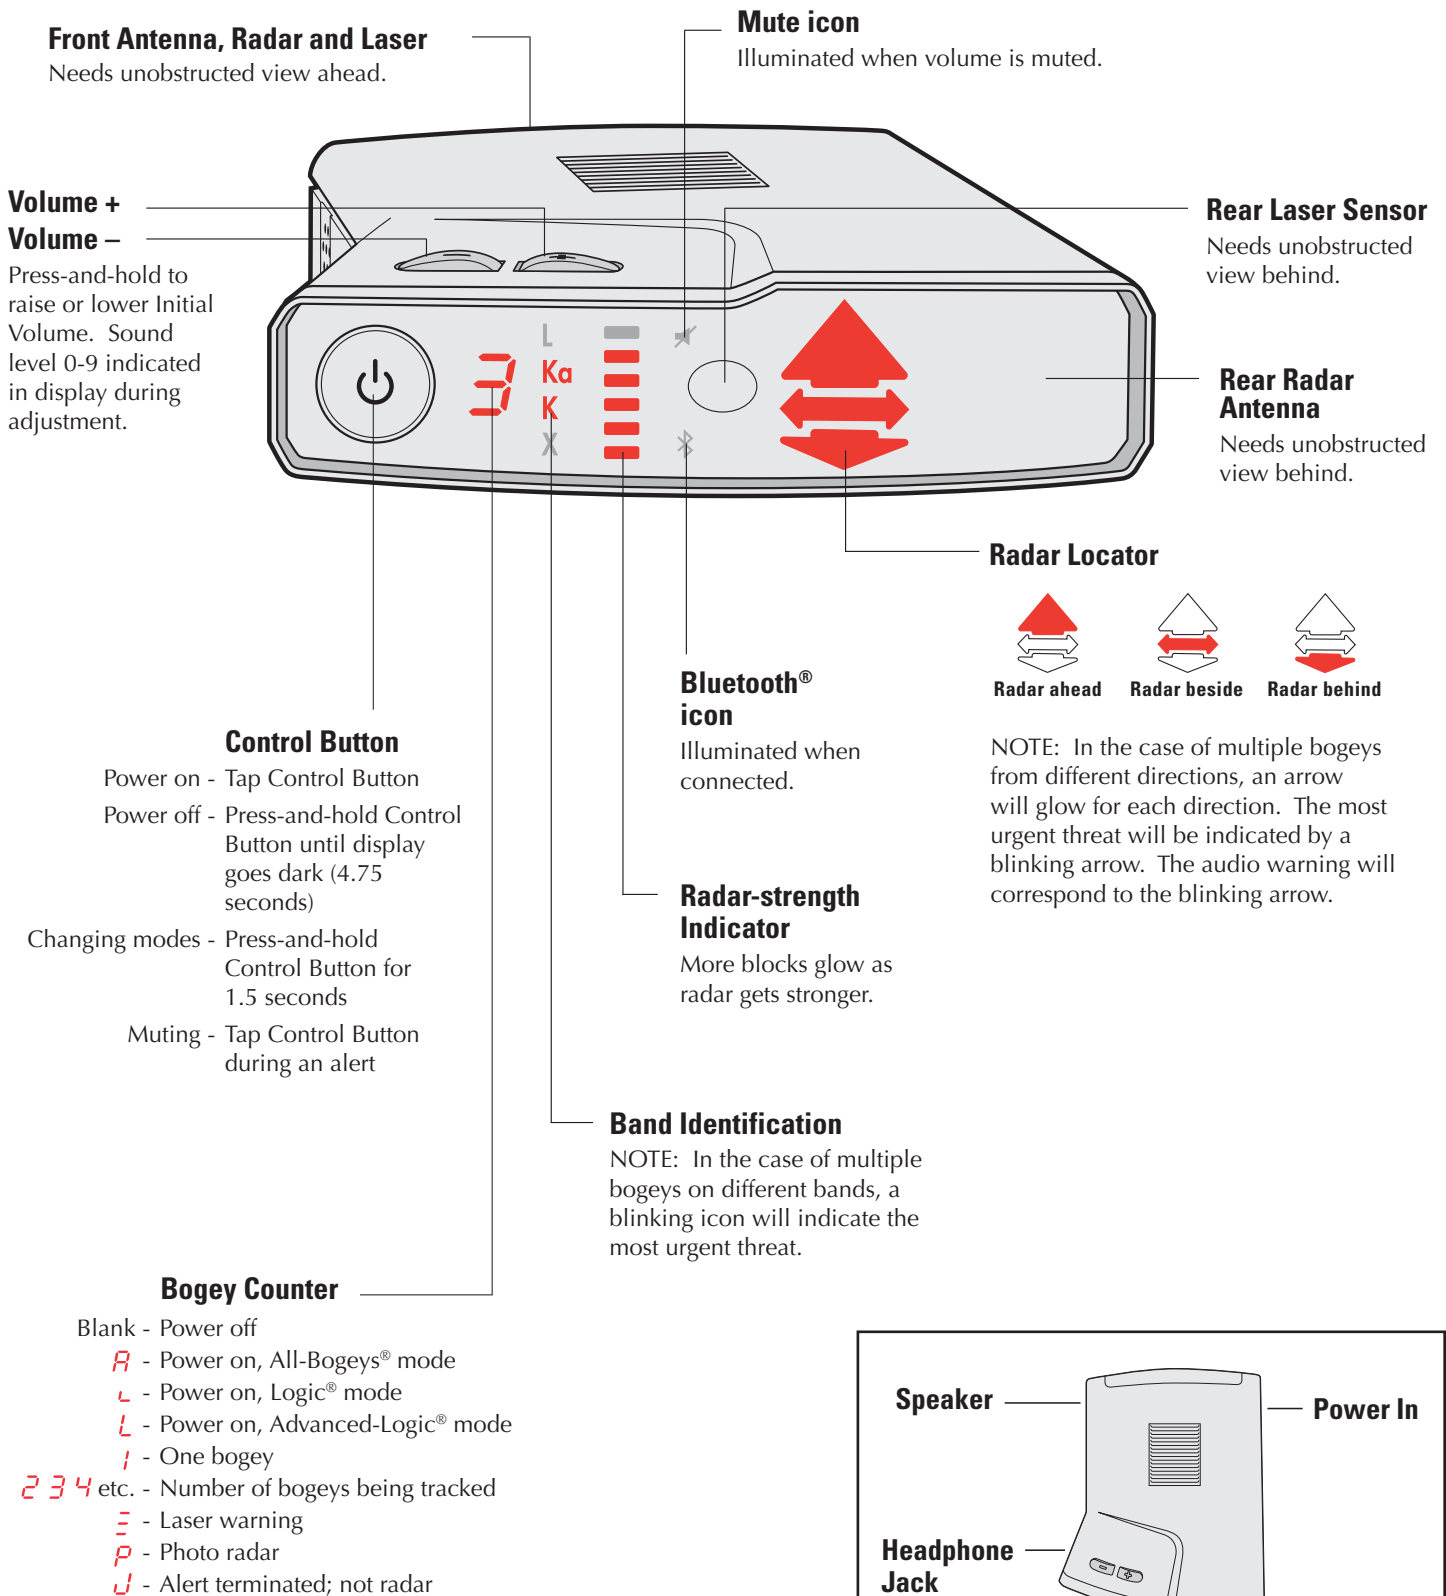 Front Antenna, Radar and Laser
Needs unobstructed view ahead.
Mute icon
Illuminated when volume is muted.
Volume +
Volume –
Press-and-hold to
raise or lower Initial
Volume.  Sound
level 0-9 indicated
in display during
adjustment.
Rear Laser Sensor
Needs unobstructed
view behind.
Rear Radar
Antenna
Needs unobstructed
view behind.
3
L
Ka
K
X
Radar Locator
Radar ahead
Radar beside
Radar behind
NOTE:  In the case of multiple bogeys
from different directions, an arrow
will glow for each direction.  The most
urgent threat will be indicated by a
blinking arrow.  The audio warning will
correspond to the blinking arrow.
Bluetooth®
icon
Illuminated when
connected.
Control Button
Power on - Tap Control Button
Power off - Press-and-hold Control
Button until display
goes dark (4.75
seconds)
Changing modes - Press-and-hold
Control Button for
1.5 seconds
Muting - Tap Control Button
during an alert
Radar-strength
Indicator
More blocks glow as
radar gets stronger.
Band Identification
NOTE:  In the case of multiple
bogeys on different bands, a
blinking icon will indicate the
most urgent threat.
Bogey Counter
Blank - Power off
A - Power on, All-Bogeys® mode
L - Power on, Logic® mode
L - Power on, Advanced-Logic® mode
1 - One bogey
2 3 4 etc. - Number of bogeys being tracked
- Laser warning
P - Photo radar
J - Alert terminated; not radar
Speaker
Power In
Headphone
Jack